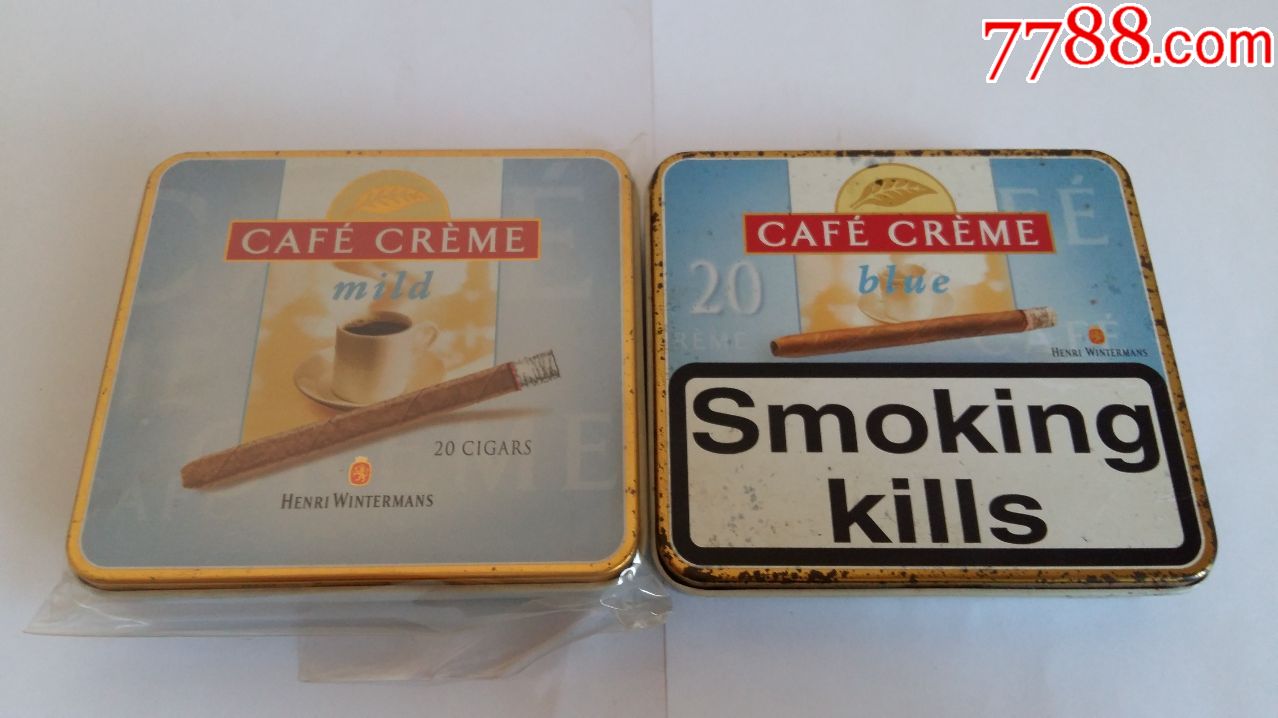 7788.com
CAFÉ CRÈME
mild
20 CIGARS
HENRI WINTERMANS
CAFÉ CRÈME
blue
20
HENRI WINTERMANS
Smoking
kills